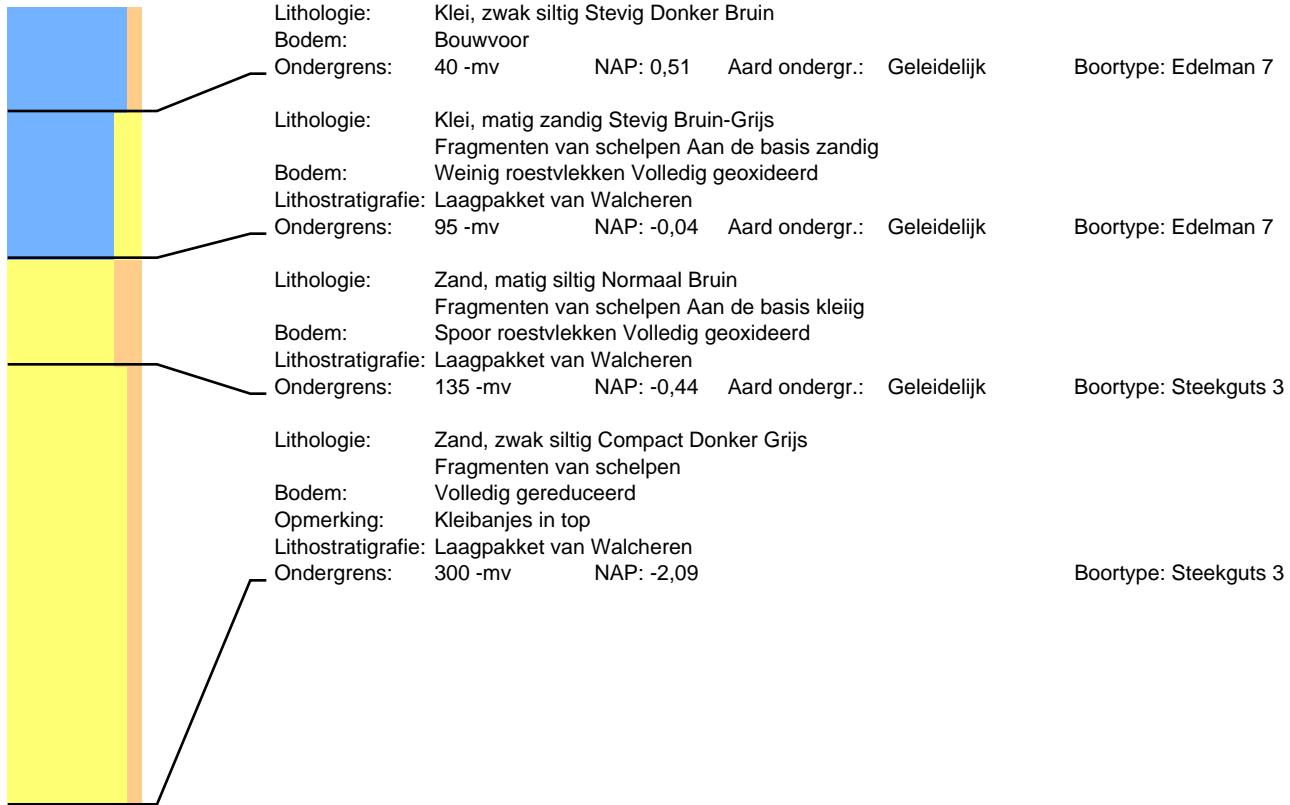 Lithologie: Klei, zwak siltig Stevig Donker Bruin
Bodem: Bouwvoor
Ondergrens: 40 -mv NAP: 0,51 Aard ondergr.: Geleidelijk Boortype: Edelman 7
Lithologie: Klei, matig zandig Stevig Bruin-Grijs
Fragmenten van schelpen Aan de basis zandig
Bodem: Weinig roestvlekken Volledig geoxideerd
Lithostratigrafie: Laagpakket van Walcheren
Ondergrens: 95 -mv NAP: -0,04 Aard ondergr.: Geleidelijk Boortype: Edelman 7
Lithologie: Zand, matig siltig Normaal Bruin
Fragmenten van schelpen Aan de basis kleiig
Bodem: Spoor roestvlekken Volledig geoxideerd
Lithostratigrafie: Laagpakket van Walcheren
Ondergrens: 135 -mv NAP: -0,44 Aard ondergr.: Geleidelijk Boortype: Steekguts 3
Lithologie: Zand, zwak siltig Compact Donker Grijs
Fragmenten van schelpen
Bodem: Volledig gereduceerd
Opmerking: Kleibanjes in top
Lithostratigrafie: Laagpakket van Walcheren
Ondergrens: 300 -mv NAP: -2,09 Boortype: Steekguts 3